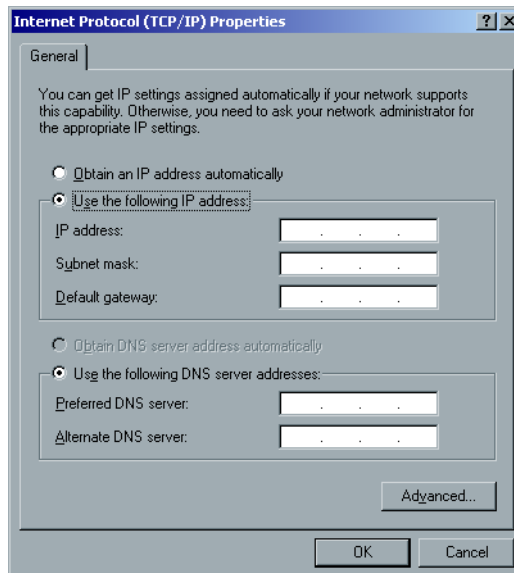 Internet Protocol (TCP/IP) Properties
General
You can get IP settings assigned automatically if your network supports
this capability. Otherwise, you need to ask your network administrator for
the appropriate IP settings.
Obtain an IP address automatically
Use the following IP address:
IP address:
Subnet mask:
Default gateway:
Obtain DNS server address automatically
Use the following DNS server addresses:
Preferred DNS server:
Alternate DNS server:
Advanced...
OK
Cancel